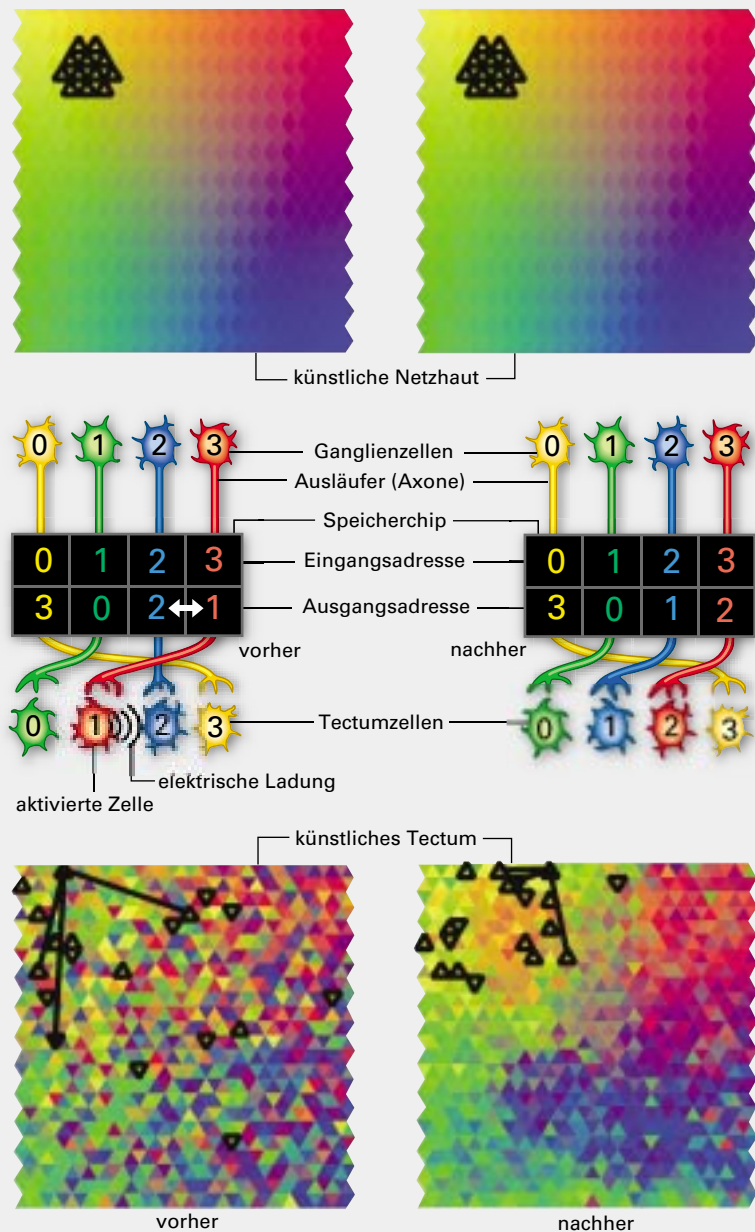 künstliche Netzhaut
0 1 2 3 Ganglienzellen 0 1 2 3
Ausläufer (Axone)
Speicherchip
0 1 2 3 Eingangsadresse 0 1 2 3
3 0 2 1 Ausgangsadresse 3 0 1 2
vorher nachher
0 1 2 3 Tectumzellen 0 1 2 3
elektrische Ladung
aktivierte Zelle
künstliches Tectum
vorher nachher